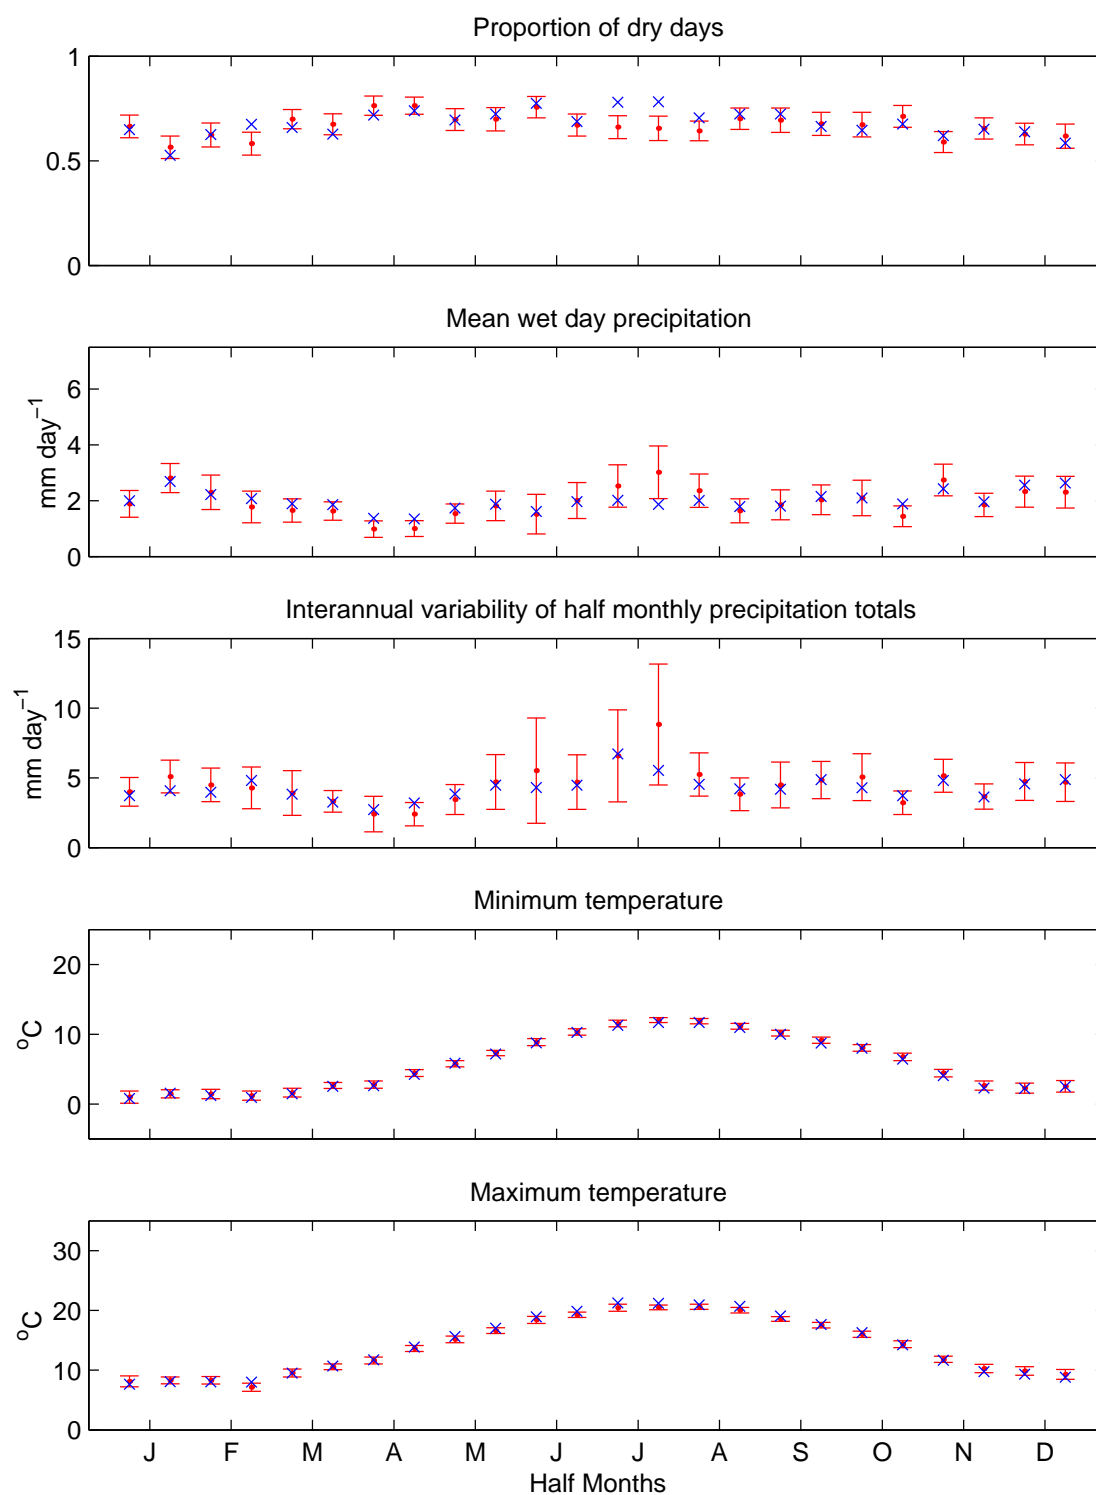 Proportion of dry days
1
0.5
0
Mean wet day precipitation
mm day⁻¹
6
4
2
0
Interannual variability of half monthly precipitation totals
mm day⁻¹
15
10
5
0
Minimum temperature
ºC
20
10
0
Maximum temperature
ºC
30
20
10
0
J F M A M J J A S O N D
Half Months